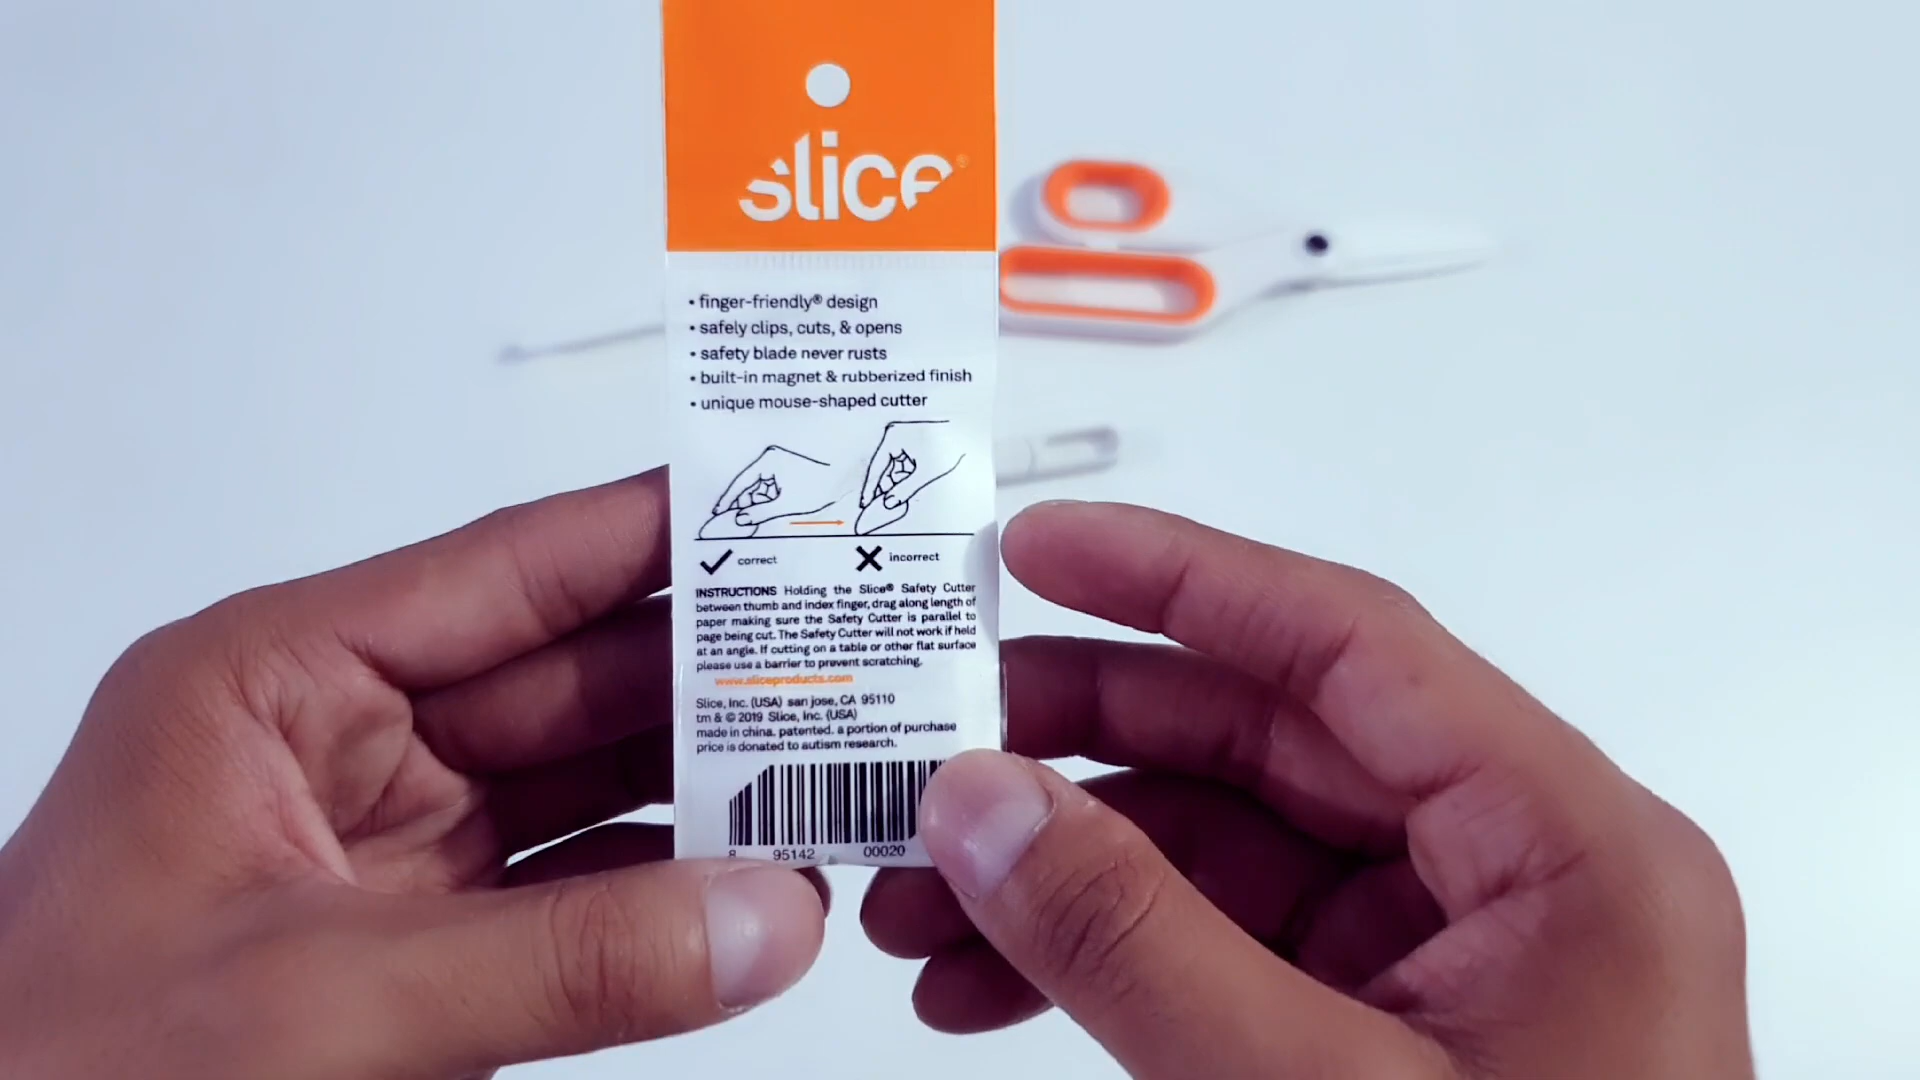 slice®
• finger-friendly® design
• safely clips, cuts, & opens
• safety blade never rusts
• built-in magnet & rubberized finish
• unique mouse-shaped cutter
correct
incorrect
INSTRUCTIONS Holding the Slice® Safety Cutter
between thumb and index finger, drag along length of
paper making sure the Safety Cutter is parallel to
page being cut. The Safety Cutter will not work if held
at an angle. If cutting on a table or other flat surface
please use a barrier to prevent scratching.
www.sliceproducts.com
Slice, Inc. (USA) san jose, CA 95110
tm & © 2019 Slice, Inc. (USA)
made in china. patented. a portion of purchase
price is donated to autism research.
8 95142 00020